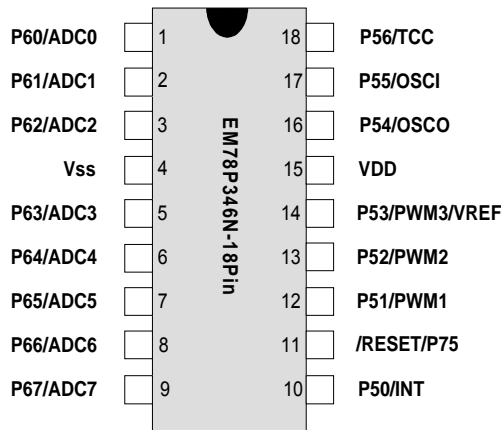 P60/ADC0 1 18 P56/TCC
P61/ADC1 2 17 P55/OSCI
P62/ADC2 3 16 P54/OSCO
Vss 4 15 VDD
P63/ADC3 5 14 P53/PWM3/VREF
P64/ADC4 6 13 P52/PWM2
P65/ADC5 7 12 P51/PWM1
P66/ADC6 8 11 /RESET/P75
P67/ADC7 9 10 P50/INT
EM78P346N-18Pin